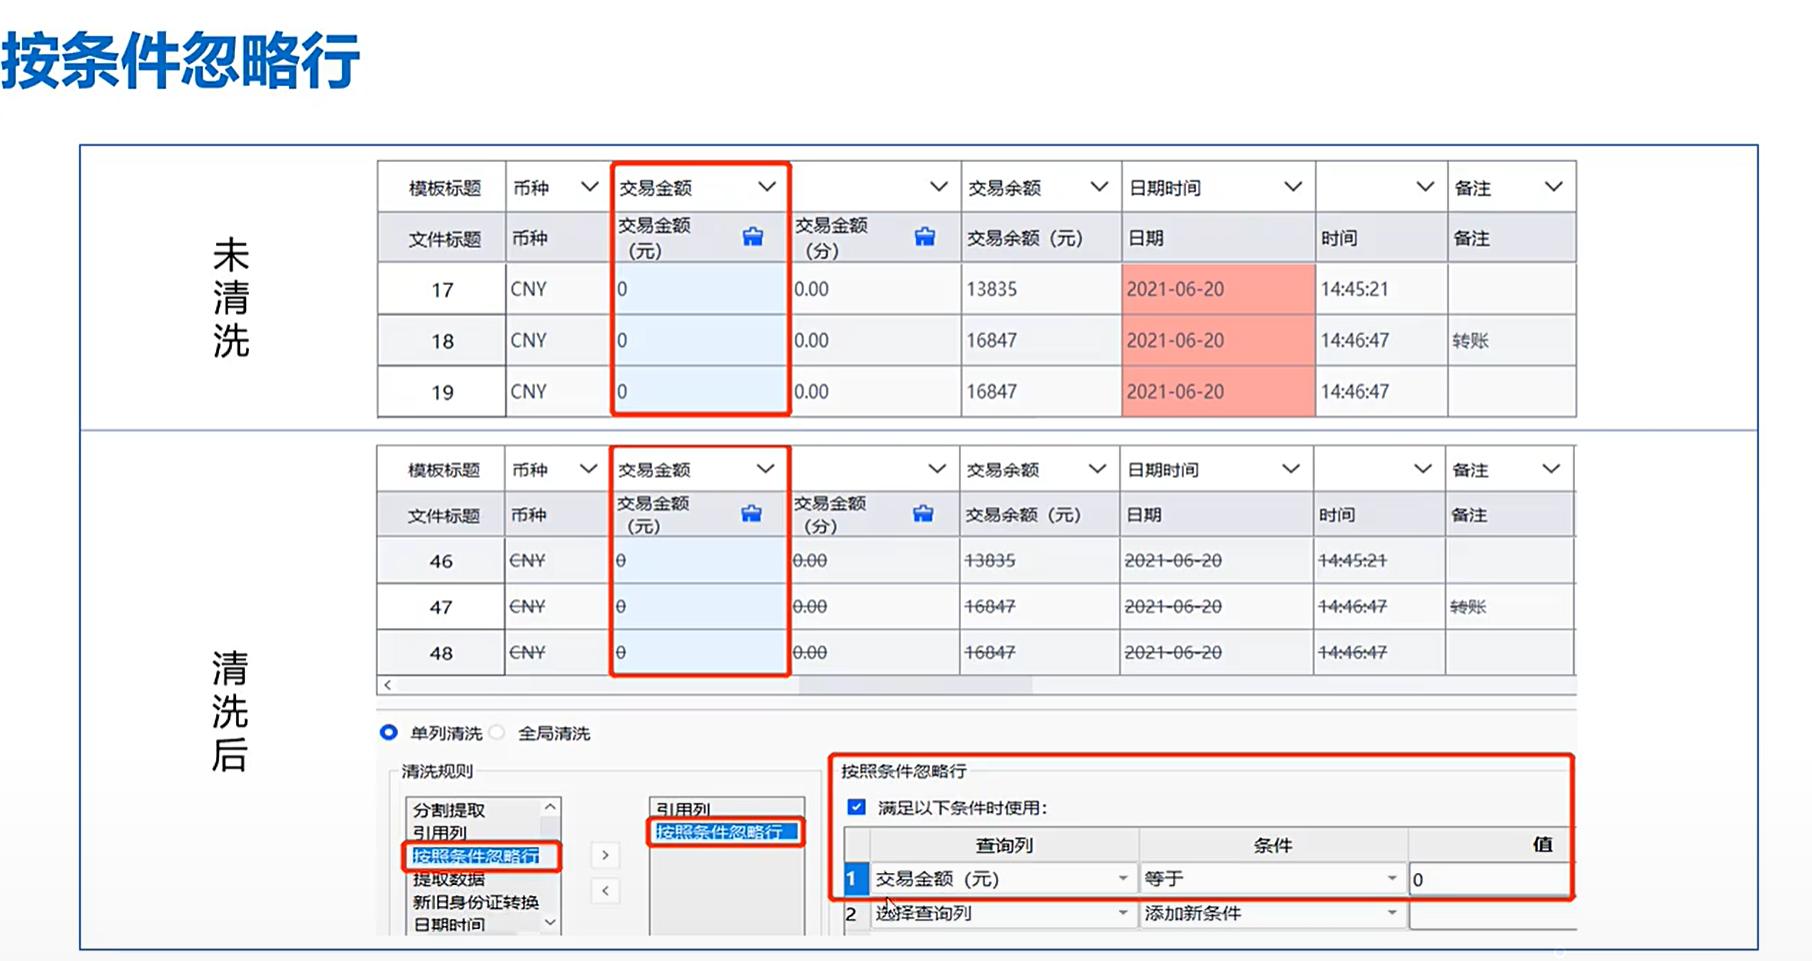 按条件忽略行
未清洗
模板标题 币种 交易金额 交易余额 日期时间 备注
文件标题 币种 交易金额（元） 交易金额（分） 交易余额（元） 日期 时间 备注
17 CNY 0 0.00 13835 2021-06-20 14:45:21
18 CNY 0 0.00 16847 2021-06-20 14:46:47 转账
19 CNY 0 0.00 16847 2021-06-20 14:46:47
清洗后
模板标题 币种 交易金额 交易余额 日期时间 备注
文件标题 币种 交易金额（元） 交易金额（分） 交易余额（元） 日期 时间 备注
46 CNY 0 0.00 13835 2021-06-20 14:45:21
47 CNY 0 0.00 16847 2021-06-20 14:46:47 转账
48 CNY 0 0.00 16847 2021-06-20 14:46:47
单列清洗 全局清洗
清洗规则
分割提取
引用列
按照条件忽略行
提取数据
新旧身份证转换
日期时间
引用列
按照条件忽略行
按照条件忽略行
满足以下条件时使用：
查询列 条件 值
1 交易金额（元） 等于 0
2 选择查询列 添加新条件